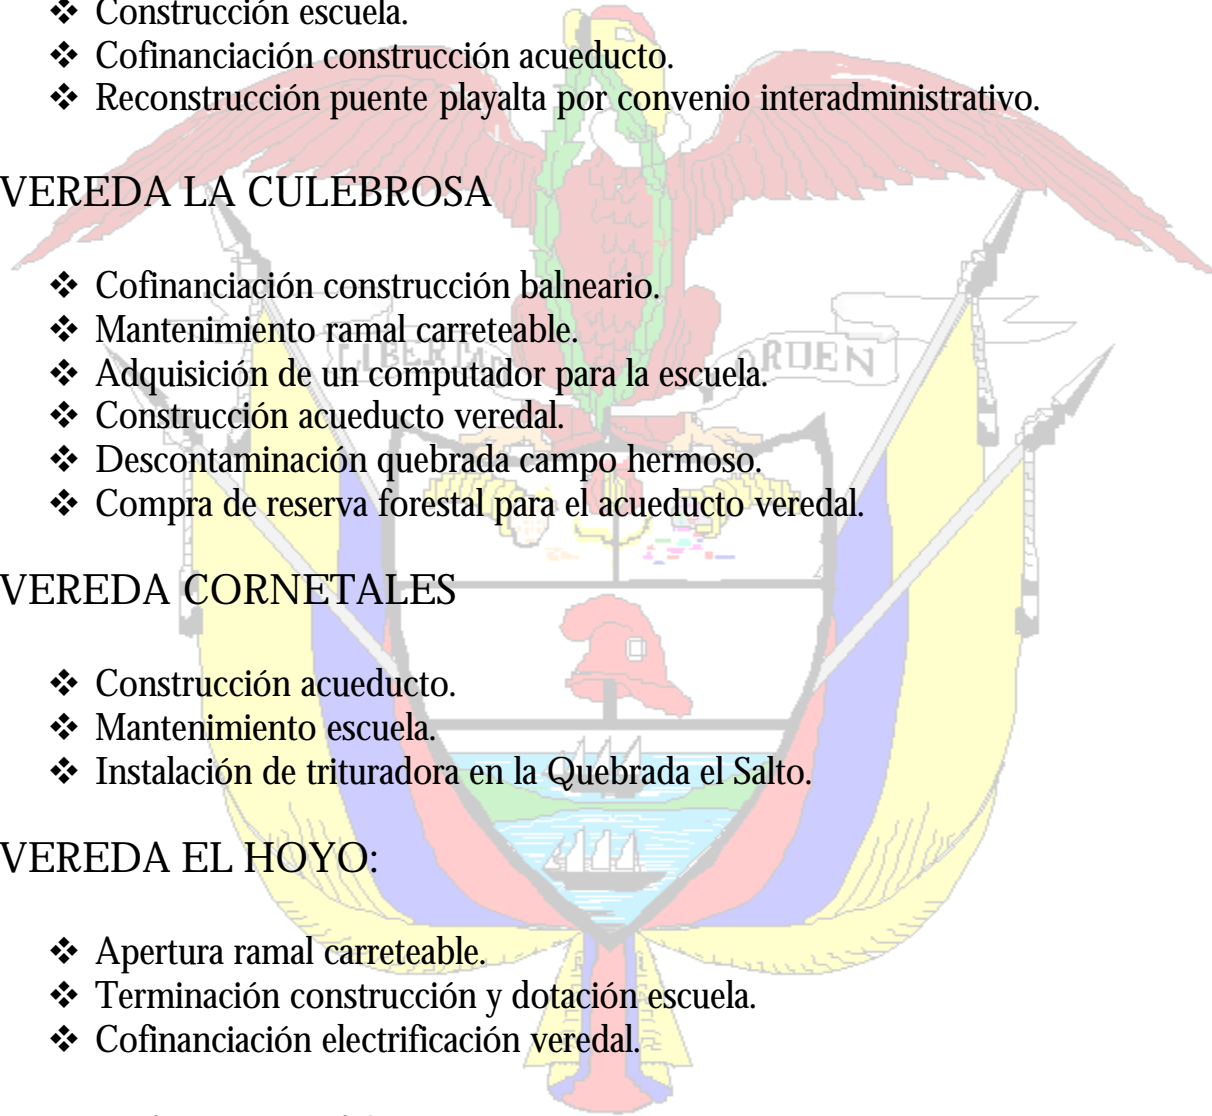 ❖ Construcción escuela.
❖ Cofinanciación construcción acueducto.
❖ Reconstrucción puente playalta por convenio interadministrativo.
VEREDA LA CULEBROSA
❖ Cofinanciación construcción balneario.
❖ Mantenimiento ramal carreteable.
❖ Adquisición de un computador para la escuela.
❖ Construcción acueducto veredal.
❖ Descontaminación quebrada campo hermoso.
❖ Compra de reserva forestal para el acueducto veredal.
VEREDA CORNETALES
❖ Construcción acueducto.
❖ Mantenimiento escuela.
❖ Instalación de trituradora en la Quebrada el Salto.
VEREDA EL HOYO:
❖ Apertura ramal carreteable.
❖ Terminación construcción y dotación escuela.
❖ Cofinanciación electrificación veredal.
LIBERTAD
ORDEN